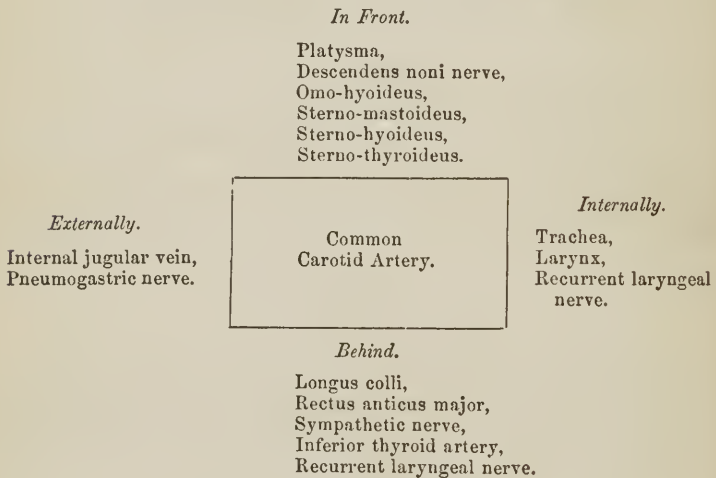 In Front.
Platysma,
Descendens noni nerve,
Omo-hyoideus,
Sterno-mastoideus,
Sterno-hyoideus,
Sterno-thyroideus.
Externally.
Internal jugular vein,
Pneumogastric nerve.
Common
Carotid Artery.
Internally.
Trachea,
Larynx,
Recurrent laryngeal
nerve.
Behind.
Longus colli,
Rectus anticus major,
Sympathetic nerve,
Inferior thyroid artery,
Recurrent laryngeal nerve.